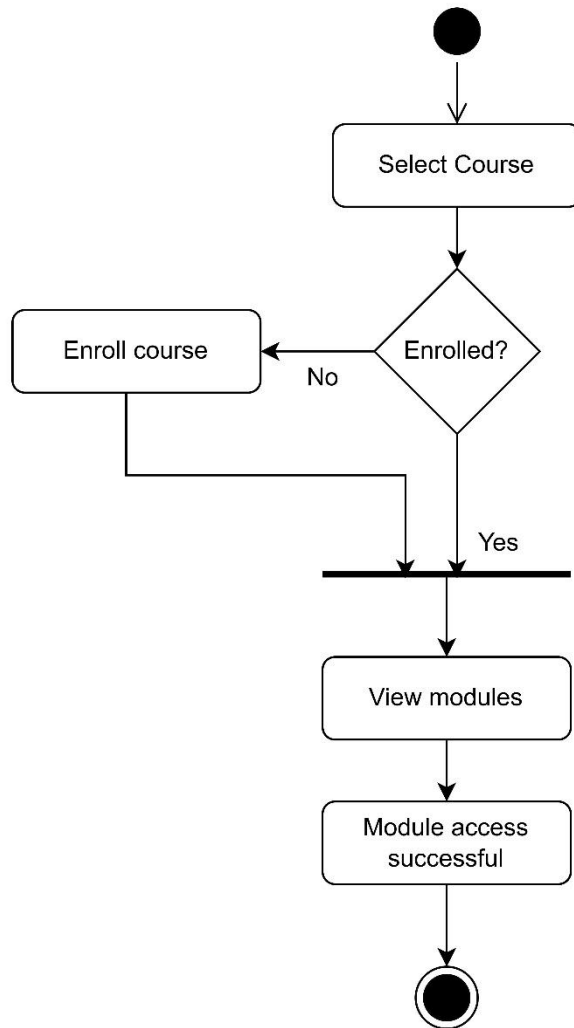 Select Course
Enrolled?
Enroll course
No
Yes
View modules
Module access
successful